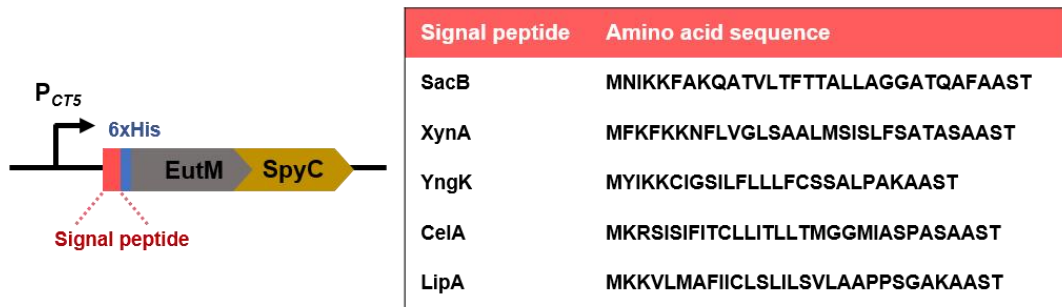 P_CT5
6xHis
EutM SpyC
Signal peptide
Signal peptide Amino acid sequence
SacB MNIKKFAKQATVLTFTTALLAGGATQAFAAST
XynA MFKFKKNFLVGLSAALMSISLFSATASAAST
YngK MYIKKCIGSILFLLLFCSSALPAKAAST
CelA MKRSISIFITCLLITLLTMGGMIASPASAAST
LipA MKKVLMAFIICLSLILSVLAAPPSGAKAAST